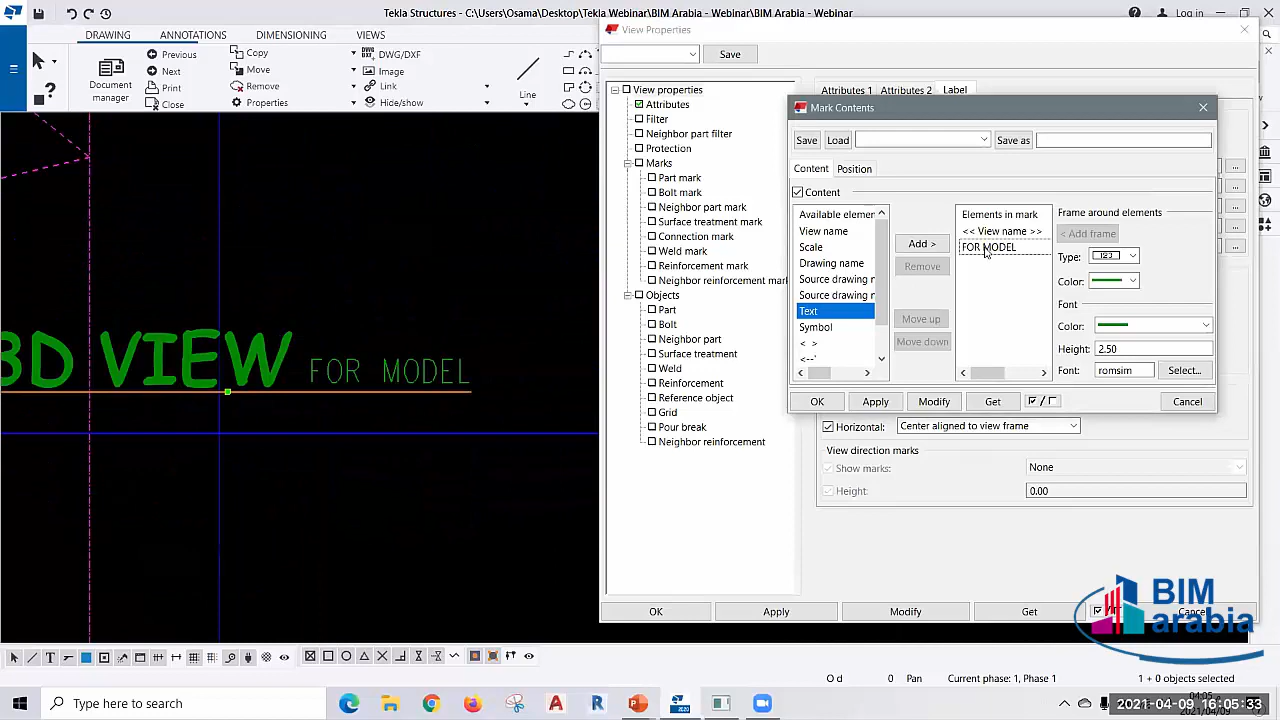 Tekla Structures - C:\Users\Osama\Desktop\Tekla Webinar\BIM Arabia - Webinar\BIM Arabia - Webinar
Log in
DRAWING ANNOTATIONS DIMENSIONING VIEWS
Document manager
Previous
Next
Print
Close
Copy
Move
Remove
Properties
DWG/DXF
Image
Link
Hide/show
Line
3D VIEW FOR MODEL
View Properties
Save
View properties
Attributes
Filter
Neighbor part filter
Protection
Marks
Part mark
Bolt mark
Neighbor part mark
Surface treatment mark
Connection mark
Weld mark
Reinforcement mark
Neighbor reinforcement mark
Objects
Part
Bolt
Neighbor part
Surface treatment
Weld
Reinforcement
Reference object
Grid
Pour break
Neighbor reinforcement
Attributes 1 Attributes 2 Label
Mark Contents
Save Load Save as
Content Position
Content
Available elemen
View name
Scale
Drawing name
Source drawing n
Source drawing n
Text
Symbol
< >
<--'
Add >
Remove
Move up
Move down
Elements in mark
<< View name >>
FOR MODEL
Frame around elements
< Add frame
Type: 123
Color:
Font
Color:
Height: 2.50
Font: romsim Select...
OK Apply Modify Get / Cancel
Horizontal: Center aligned to view frame
View direction marks
Show marks: None
Height: 0.00
OK Apply Modify Get Cancel
BIM
arabia
O d 0 Pan Current phase: 1, Phase 1 1 + 0 objects selected
Type here to search
2021-04-09 16:05:33